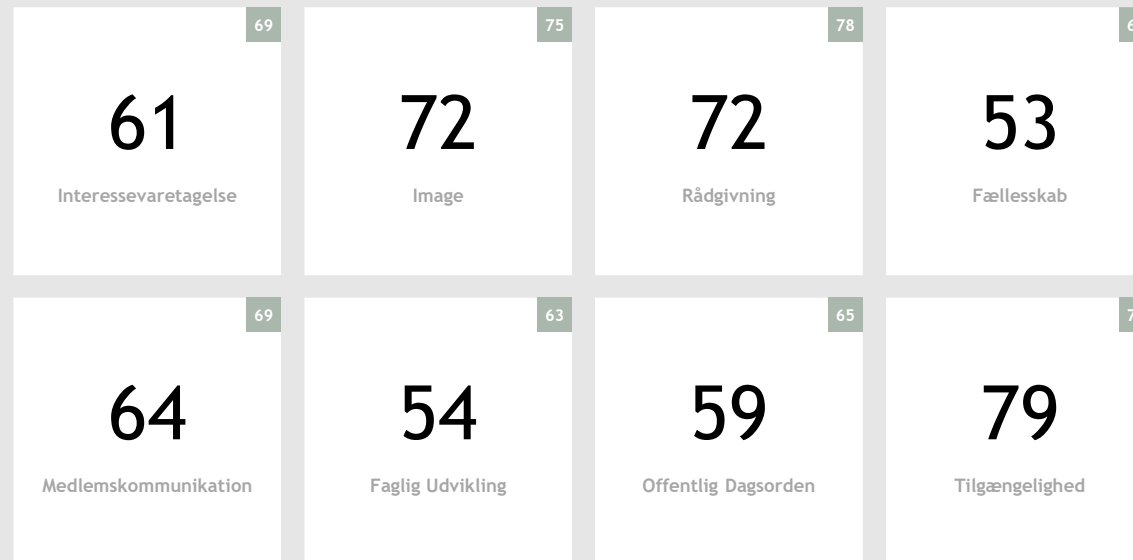 69
61
Interessevaretagelse
75
72
Image
78
72
Rådgivning
53
Fællesskab
69
64
Medlemskommunikation
63
54
Faglig Udvikling
65
59
Offentlig Dagsorden
79
Tilgængelighed